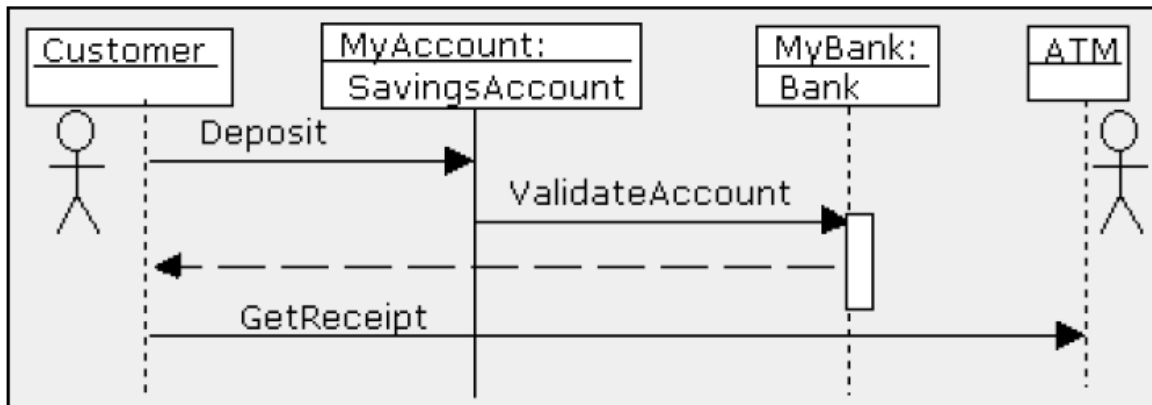 Customer
MyAccount:
SavingsAccount
MyBank:
Bank
ATM
Deposit
ValidateAccount
GetReceipt